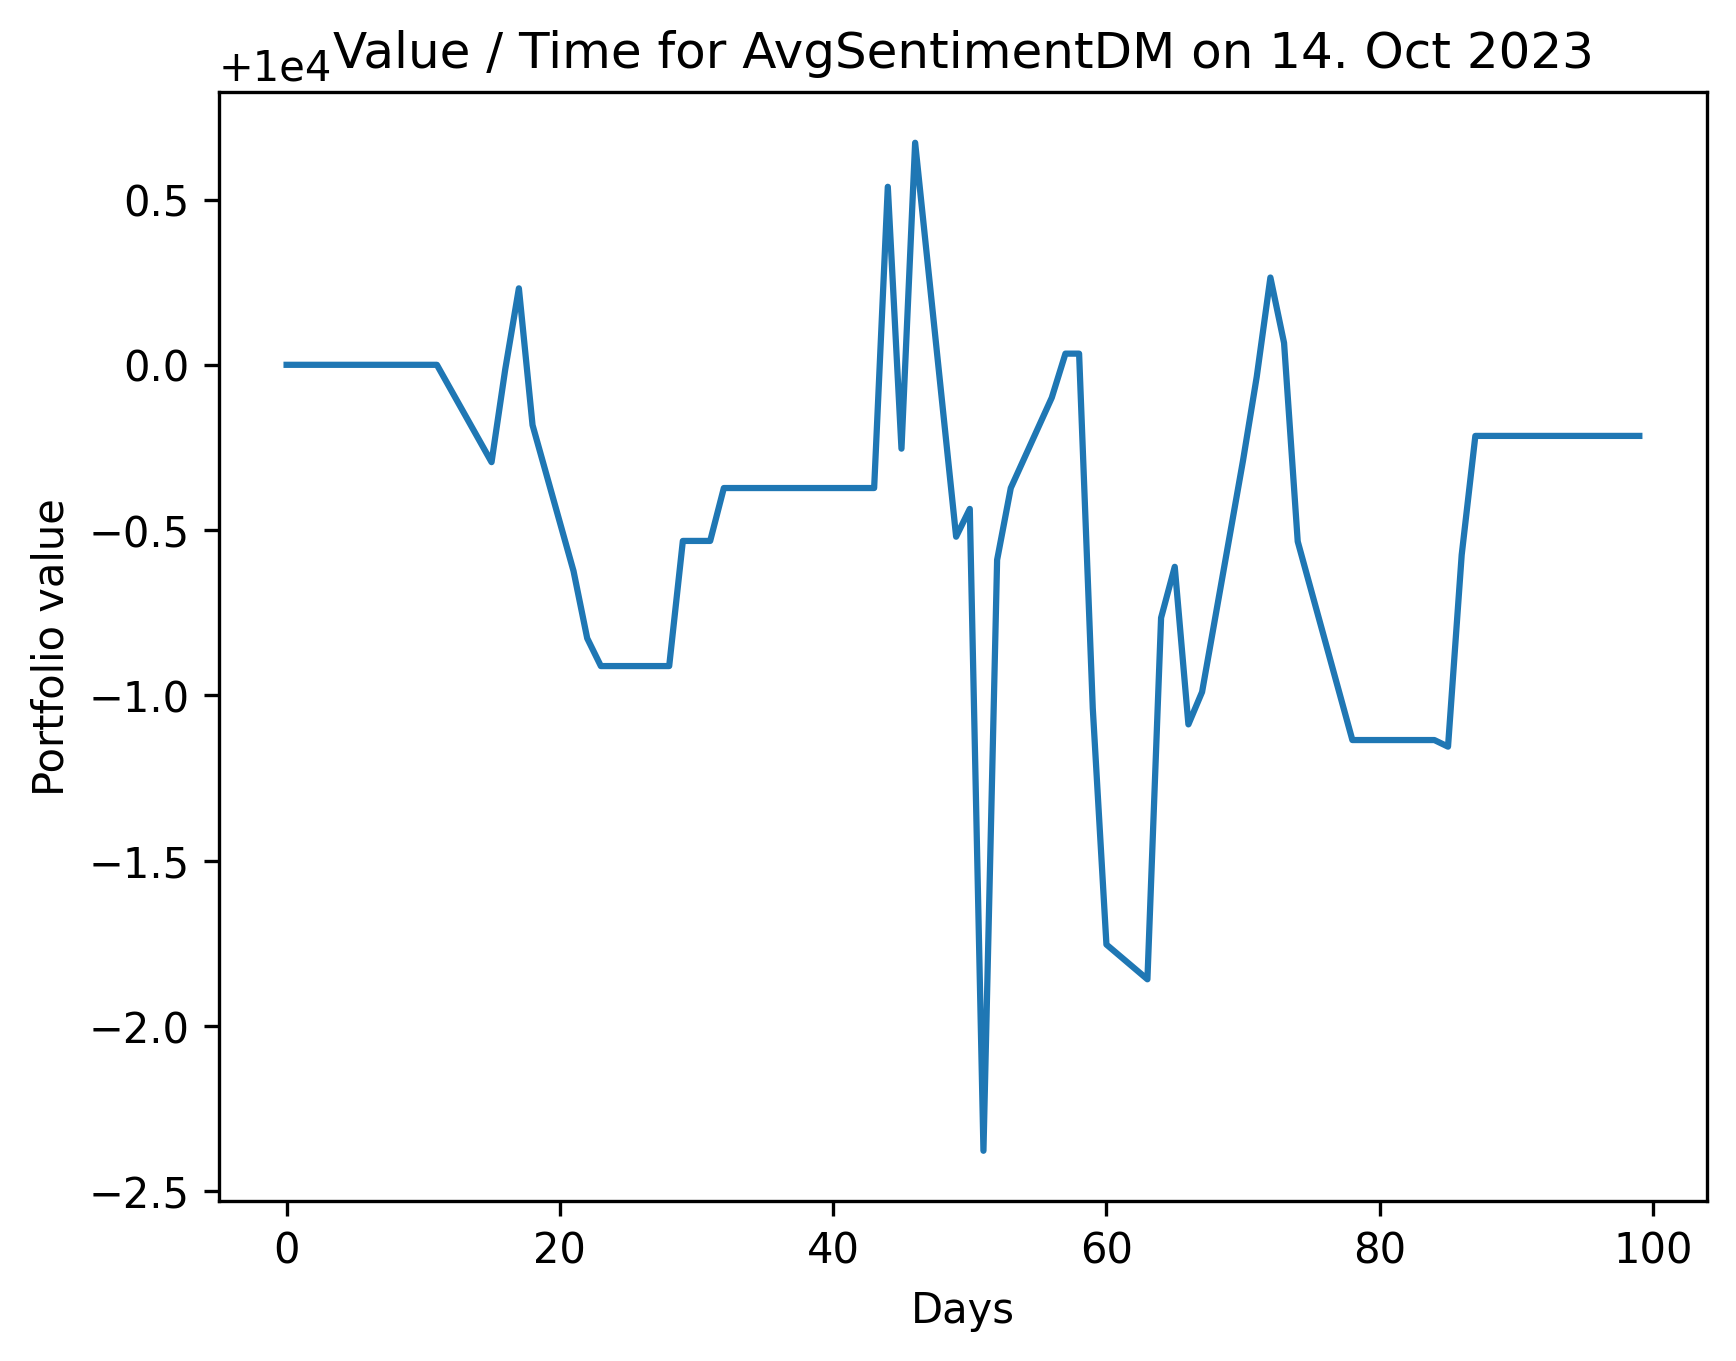 Value / Time for AvgSentimentDM on 14. Oct 2023
+1e4
0.5
0.0
−0.5
−1.0
−1.5
−2.0
−2.5
Portfolio value
0 20 40 60 80 100
Days